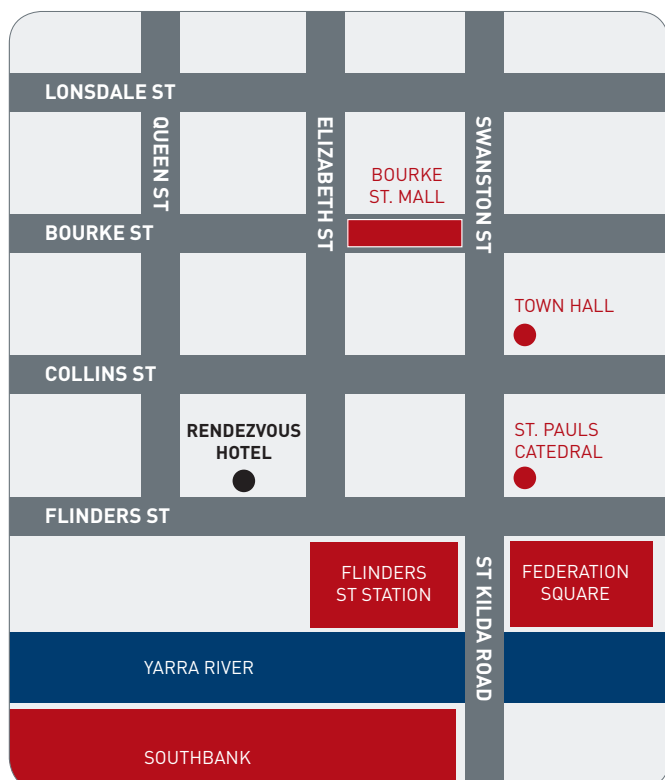 LONSDALE ST
QUEEN ST
ELIZABETH ST
SWANSTON ST
BOURKE
ST. MALL
BOURKE ST
TOWN HALL
COLLINS ST
RENDEZVOUS
HOTEL
ST. PAULS
CATEDRAL
FLINDERS ST
FLINDERS
ST STATION
ST KILDA ROAD
FEDERATION
SQUARE
YARRA RIVER
SOUTHBANK